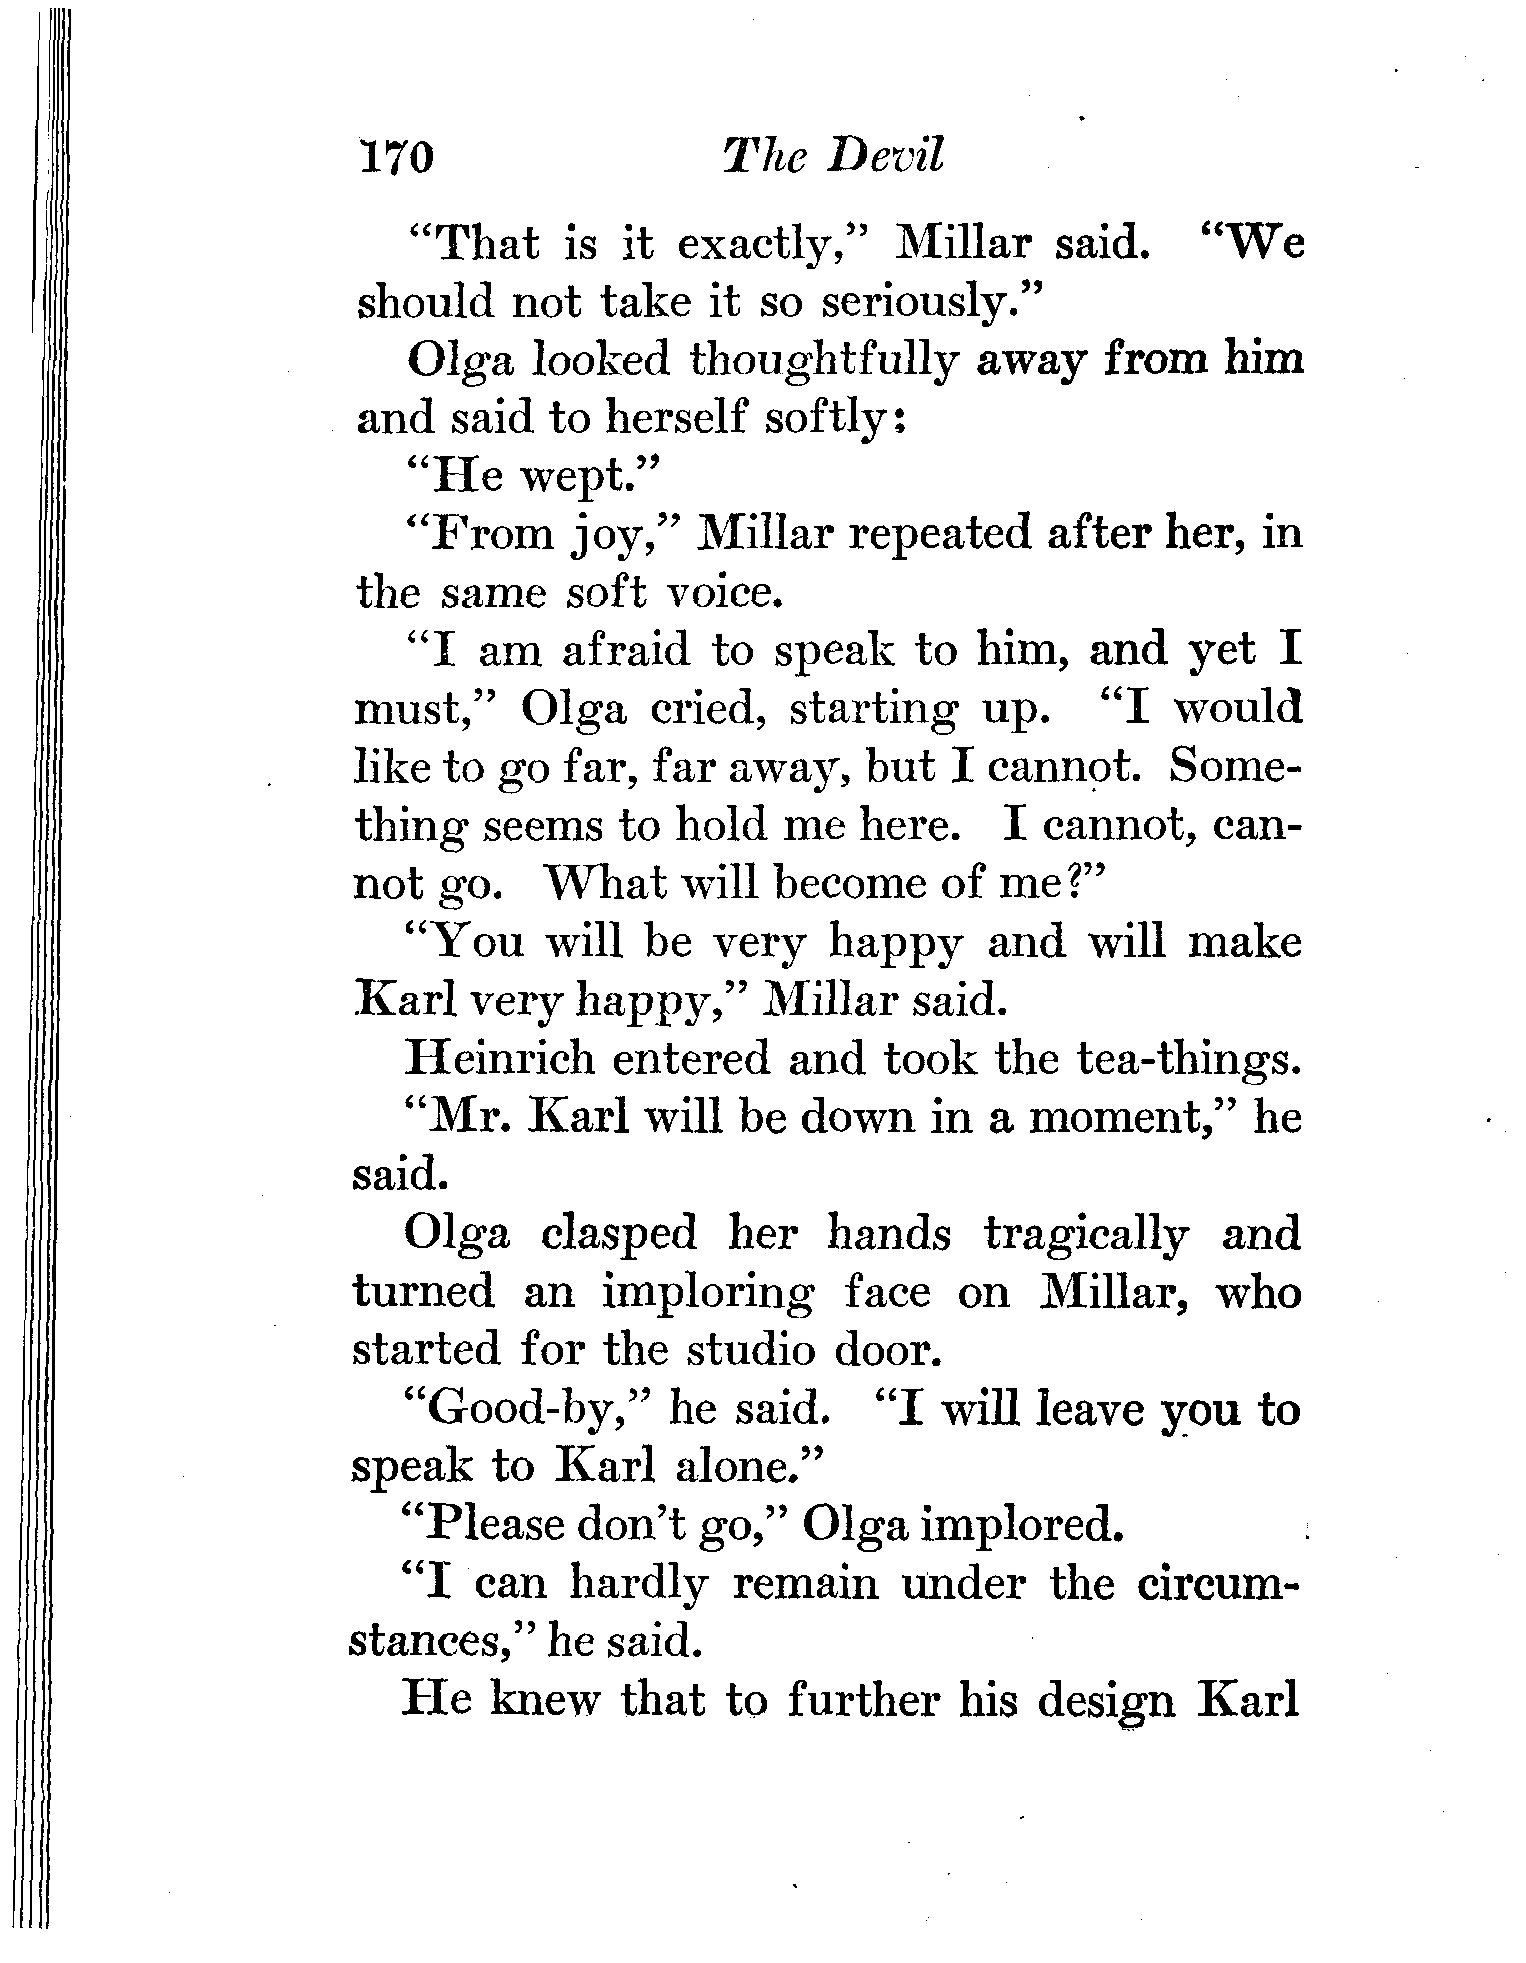 170 The Devil
“That is it exactly,” Millar said. “We
should not take it so seriously.”
Olga looked thoughtfully away from him
and said to herself softly:
“He wept.”
“From joy,” Millar repeated after her, in
the same soft voice.
“I am afraid to speak to him, and yet I
must,” Olga cried, starting up. “I would
like to go far, far away, but I cannot. Some-
thing seems to hold me here. I cannot, can-
not go. What will become of me?”
“You will be very happy and will make
Karl very happy,” Millar said.
Heinrich entered and took the tea-things.
“Mr. Karl will be down in a moment,” he
said.
Olga clasped her hands tragically and
turned an imploring face on Millar, who
started for the studio door.
“Good-by,” he said. “I will leave you to
speak to Karl alone.”
“Please don’t go,” Olga implored.
“I can hardly remain under the circum-
stances,” he said.
He knew that to further his design Karl